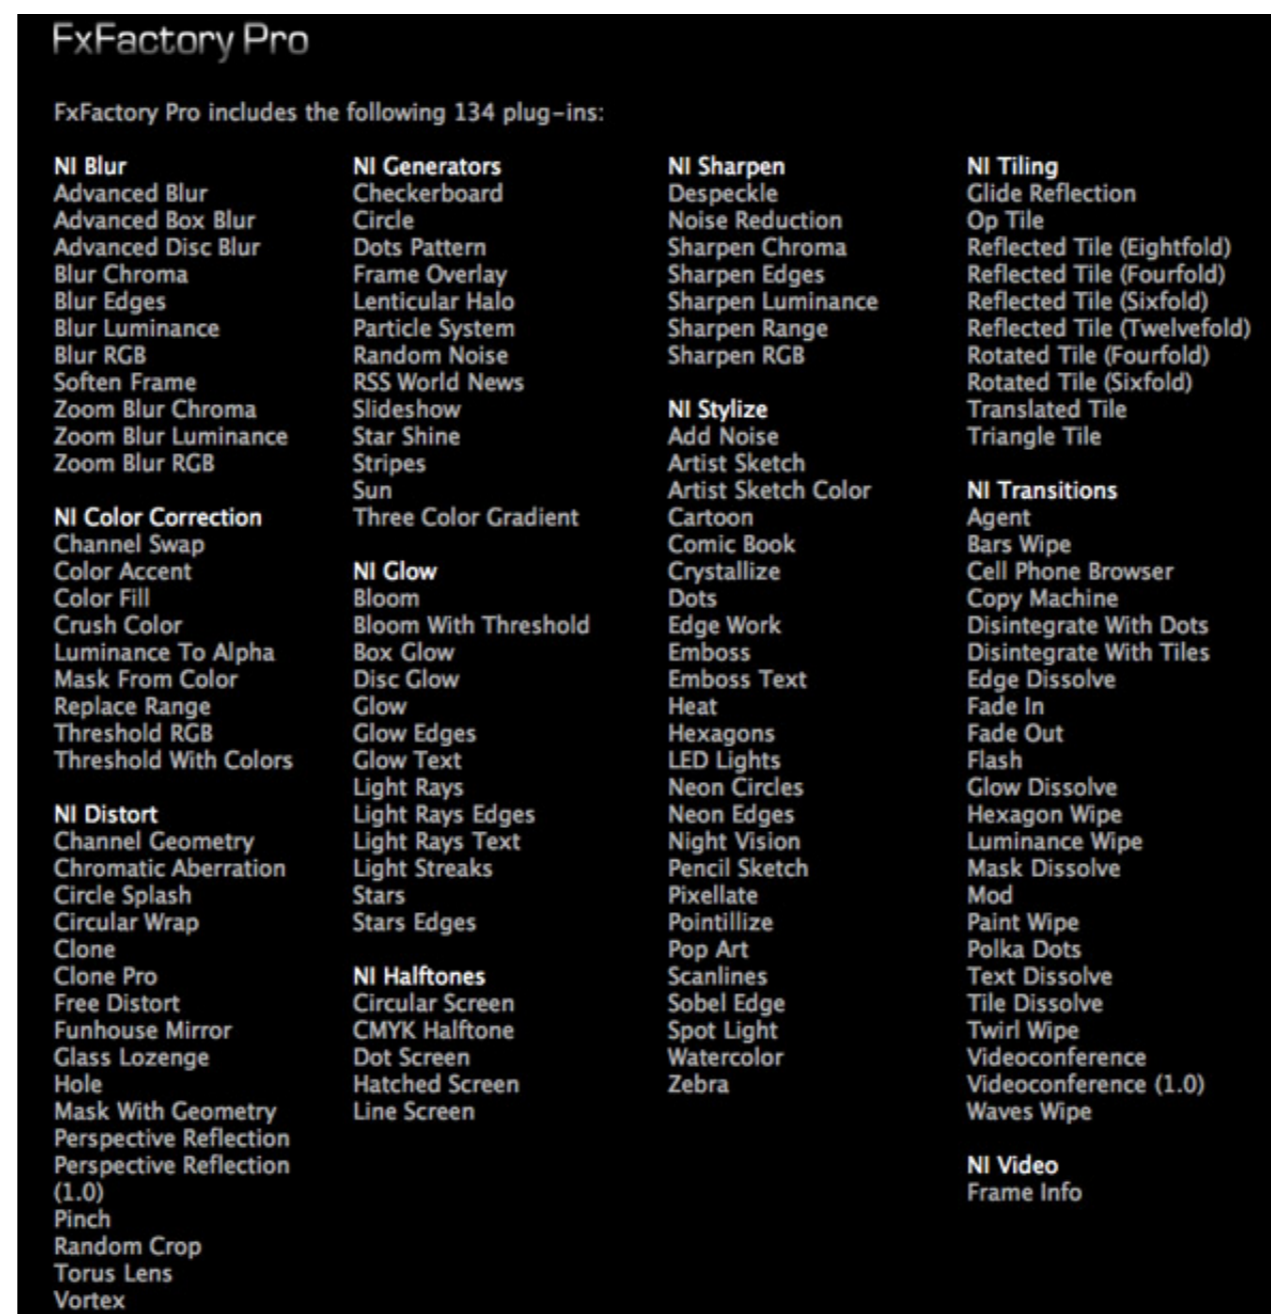 FxFactory Pro
FxFactory Pro includes the following 134 plug-ins:
NI Blur
Advanced Blur
Advanced Box Blur
Advanced Disc Blur
Blur Chroma
Blur Edges
Blur Luminance
Blur RGB
Soften Frame
Zoom Blur Chroma
Zoom Blur Luminance
Zoom Blur RGB
NI Color Correction
Channel Swap
Color Accent
Color Fill
Crush Color
Luminance To Alpha
Mask From Color
Replace Range
Threshold RGB
Threshold With Colors
NI Distort
Channel Geometry
Chromatic Aberration
Circle Splash
Circular Wrap
Clone
Clone Pro
Free Distort
Funhouse Mirror
Glass Lozenge
Hole
Mask With Geometry
Perspective Reflection
Perspective Reflection
(1.0)
Pinch
Random Crop
Torus Lens
Vortex
NI Generators
Checkerboard
Circle
Dots Pattern
Frame Overlay
Lenticular Halo
Particle System
Random Noise
RSS World News
Slideshow
Star Shine
Stripes
Sun
Three Color Gradient
NI Glow
Bloom
Bloom With Threshold
Box Glow
Disc Glow
Glow
Glow Edges
Glow Text
Light Rays
Light Rays Edges
Light Rays Text
Light Streaks
Stars
Stars Edges
NI Halftones
Circular Screen
CMYK Halftone
Dot Screen
Hatched Screen
Line Screen
NI Sharpen
Despeckle
Noise Reduction
Sharpen Chroma
Sharpen Edges
Sharpen Luminance
Sharpen Range
Sharpen RGB
NI Stylize
Add Noise
Artist Sketch
Artist Sketch Color
Cartoon
Comic Book
Crystallize
Dots
Edge Work
Emboss
Emboss Text
Heat
Hexagons
LED Lights
Neon Circles
Neon Edges
Night Vision
Pencil Sketch
Pixellate
Pointillize
Pop Art
Scanlines
Sobel Edge
Spot Light
Watercolor
Zebra
NI Tiling
Glide Reflection
Op Tile
Reflected Tile (Eightfold)
Reflected Tile (Fourfold)
Reflected Tile (Sixfold)
Reflected Tile (Twelvefold)
Rotated Tile (Fourfold)
Rotated Tile (Sixfold)
Translated Tile
Triangle Tile
NI Transitions
Agent
Bars Wipe
Cell Phone Browser
Copy Machine
Disintegrate With Dots
Disintegrate With Tiles
Edge Dissolve
Fade In
Fade Out
Flash
Glow Dissolve
Hexagon Wipe
Luminance Wipe
Mask Dissolve
Mod
Paint Wipe
Polka Dots
Text Dissolve
Tile Dissolve
Twirl Wipe
Videoconference
Videoconference (1.0)
Waves Wipe
NI Video
Frame Info